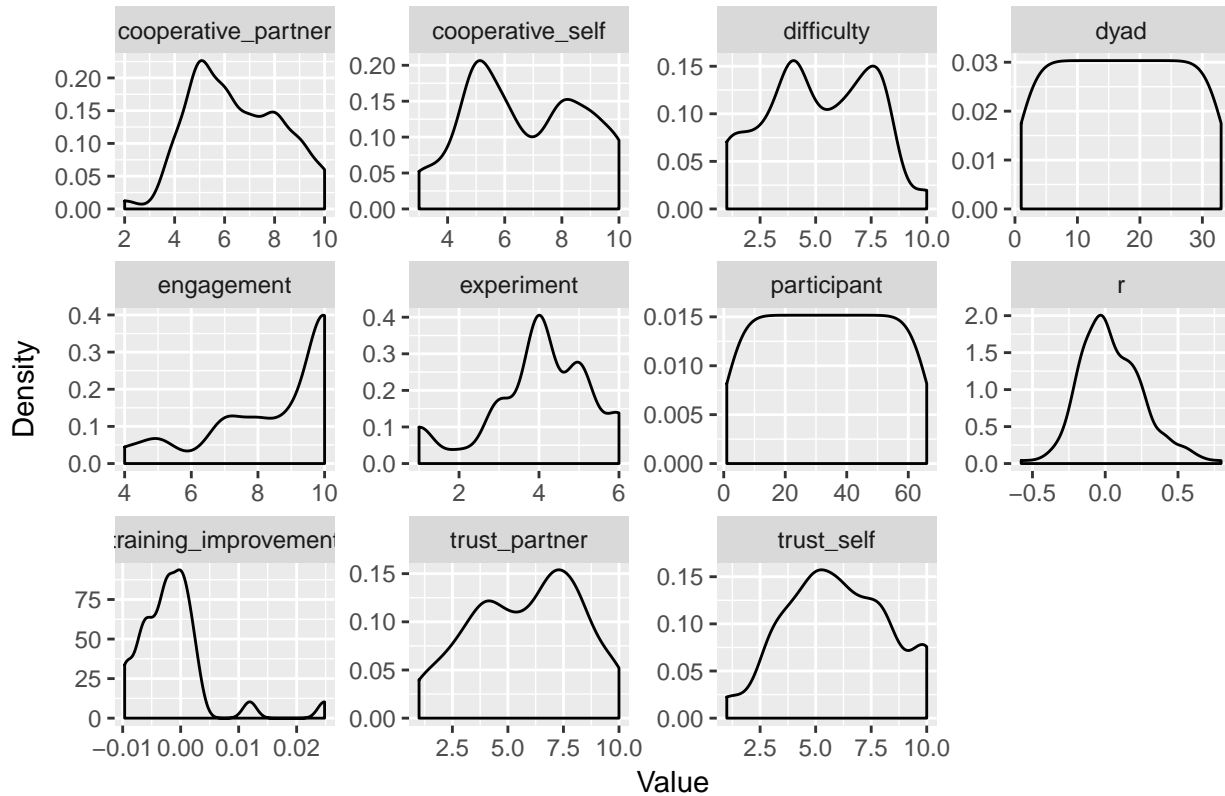 cooperative_partner
cooperative_self
difficulty
dyad
0.20
0.15
0.10
0.05
0.00
2 4 6 8 10
0.20
0.15
0.10
0.05
0.00
4 6 8 10
0.15
0.10
0.05
0.00
2.5 5.0 7.5 10.0
0.03
0.02
0.01
0.00
0 10 20 30
engagement
experiment
participant
r
0.4
0.3
0.2
0.1
0.0
4 6 8 10
0.4
0.3
0.2
0.1
0.0
2 4 6
0.015
0.010
0.005
0.000
0 20 40 60
2.0
1.5
1.0
0.5
0.0
−0.5 0.0 0.5
training_improvement
trust_partner
trust_self
75
50
25
0
−0.01 0.00 0.01 0.02
0.15
0.10
0.05
0.00
2.5 5.0 7.5 10.0
0.15
0.10
0.05
0.00
2.5 5.0 7.5 10.0
Density
Value